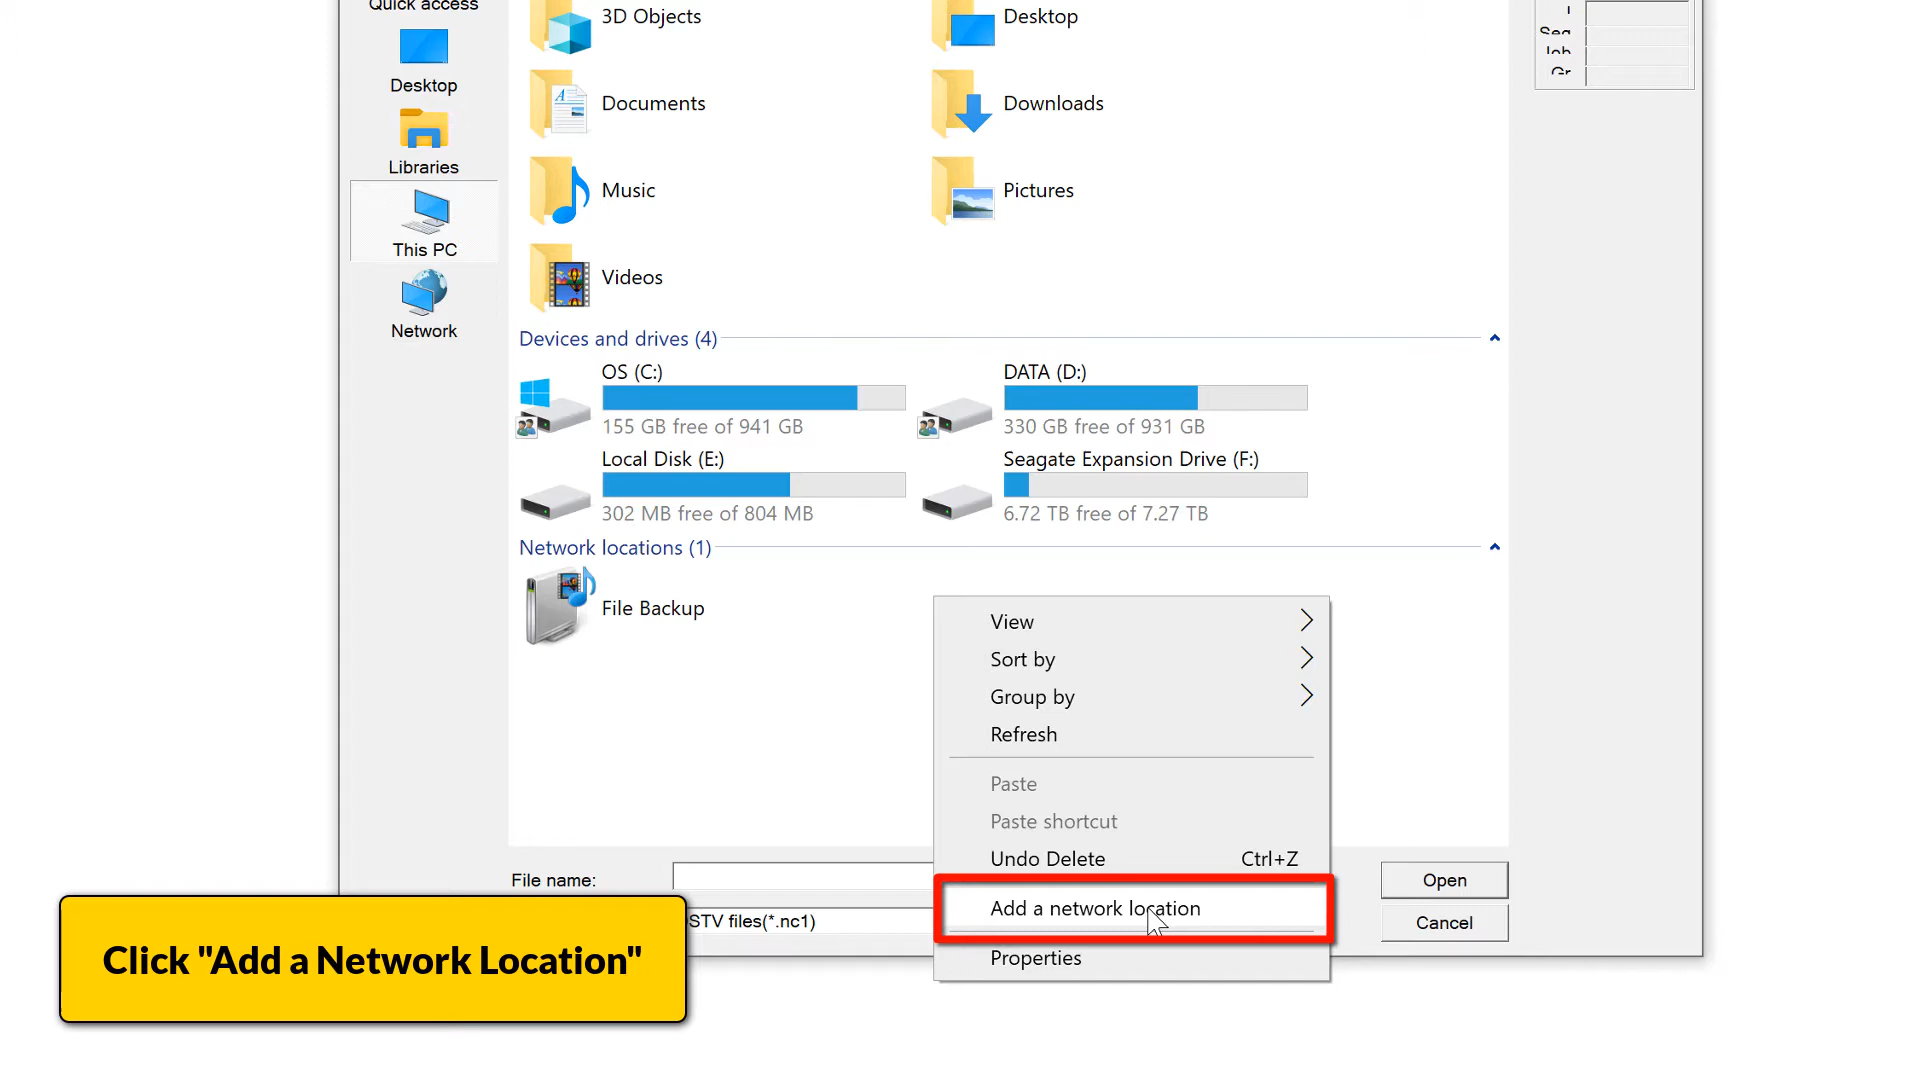 Quick access
Desktop
Libraries
This PC
Network
3D Objects
Desktop
Documents
Downloads
Music
Pictures
Videos
Devices and drives (4)
OS (C:)
155 GB free of 941 GB
DATA (D:)
330 GB free of 931 GB
Local Disk (E:)
302 MB free of 804 MB
Seagate Expansion Drive (F:)
6.72 TB free of 7.27 TB
Network locations (1)
File Backup
View
Sort by
Group by
Refresh
Paste
Paste shortcut
Undo Delete Ctrl+Z
Add a network location
Properties
File name:
STV files(*.nc1)
Open
Cancel
Click "Add a Network Location"